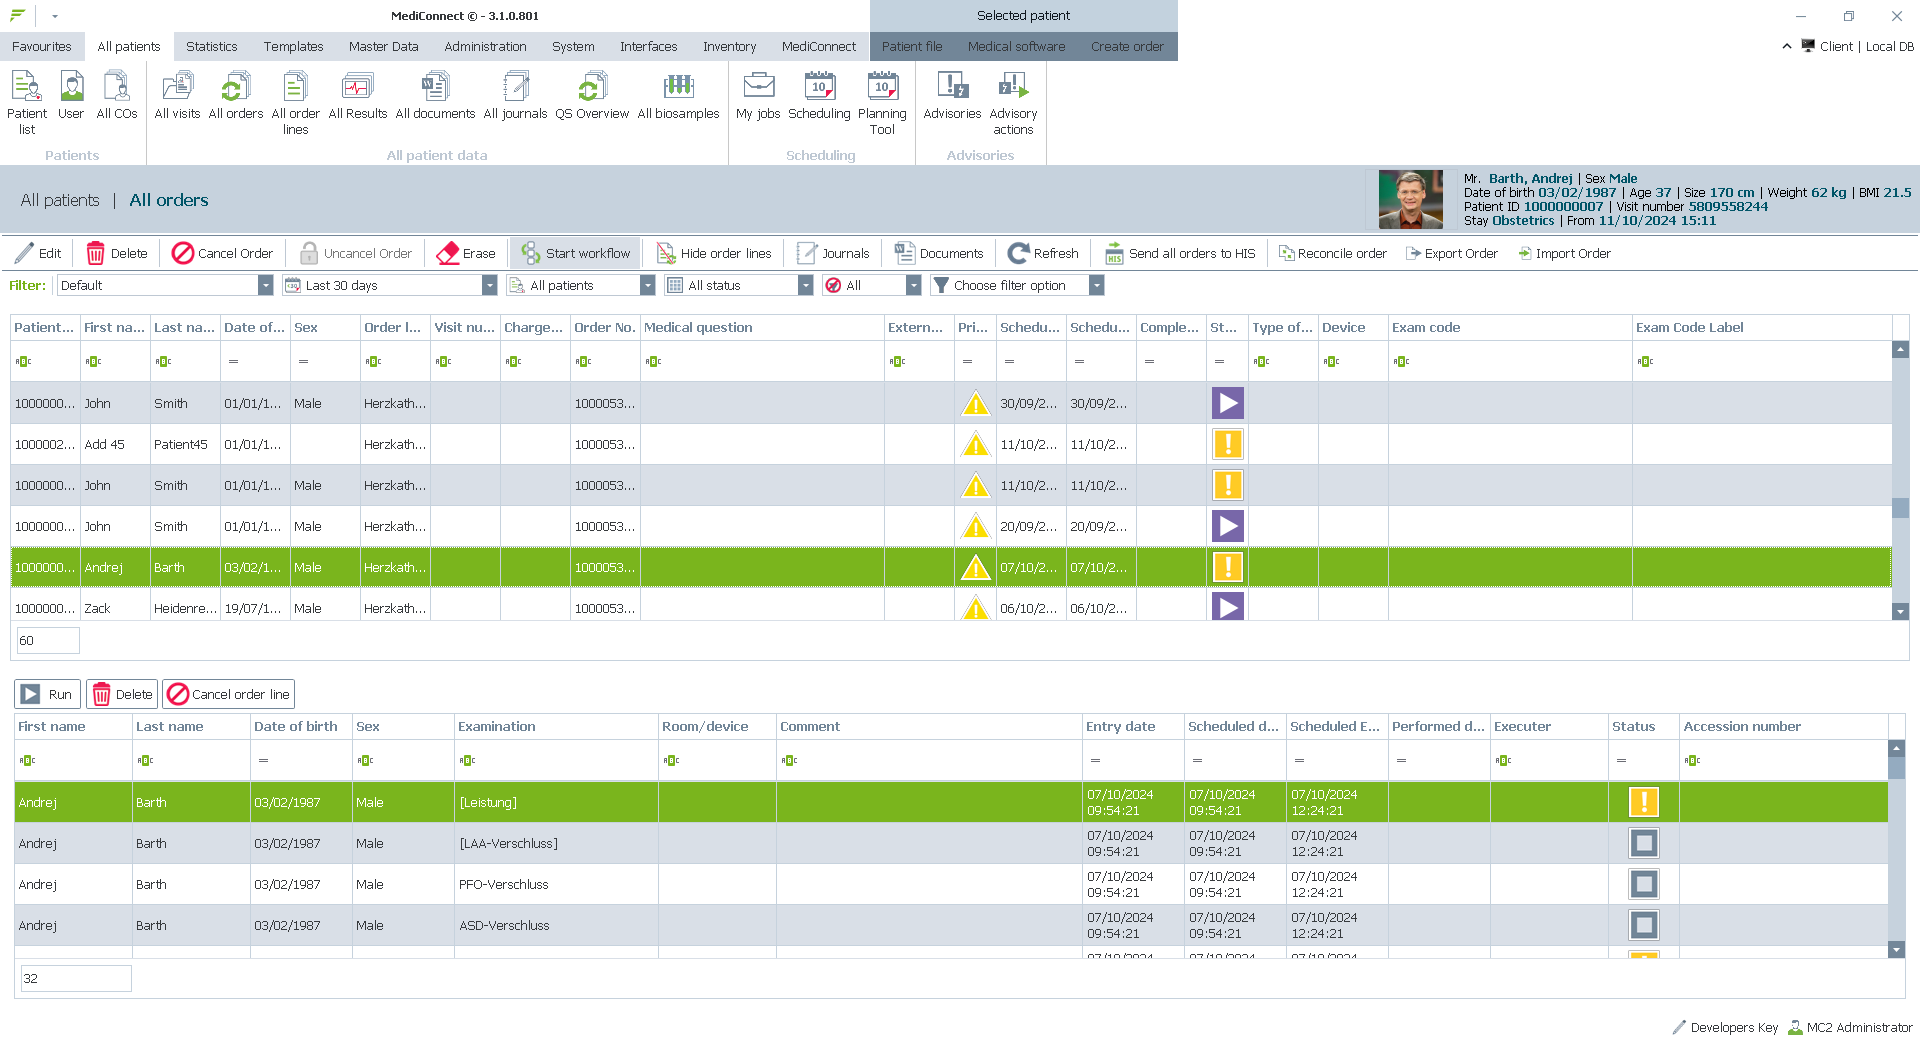 MediConnect © - 3.1.0.801
Selected patient
Favourites All patients Statistics Templates Master Data Administration System Interfaces Inventory MediConnect Patient file Medical software Create order
Client | Local DB
Patient list User All COs All visits All orders All order lines All Results All documents All journals QS Overview All biosamples My jobs Scheduling Planning Tool Advisories Advisory actions
Patients All patient data Scheduling Advisories
All patients | All orders
Mr. Barth, Andrej | Sex Male
Date of birth 03/02/1987 | Age 37 | Size 170 cm | Weight 62 kg | BMI 21.5
Patient ID 1000000007 | Visit number 5809558244
Stay Obstetrics | From 11/10/2024 15:11
Edit Delete Cancel Order Uncancel Order Erase Start workflow Hide order lines Journals Documents Refresh Send all orders to HIS Reconcile order Export Order Import Order
Filter: Default Last 30 days All patients All status All Choose filter option
Patient... First na... Last na... Date of... Sex Order l... Visit nu... Charge... Order No. Medical question Extern... Pri... Schedu... Schedu... Comple... St... Type of... Device Exam code Exam Code Label
1000000... John Smith 01/01/1... Male Herzkath... 1000053... 30/09/2... 30/09/2...
1000002... Add 45 Patient45 01/01/1... Herzkath... 1000053... 11/10/2... 11/10/2...
1000000... John Smith 01/01/1... Male Herzkath... 1000053... 11/10/2... 11/10/2...
1000000... John Smith 01/01/1... Male Herzkath... 1000053... 20/09/2... 20/09/2...
1000000... Andrej Barth 03/02/1... Male Herzkath... 1000053... 07/10/2... 07/10/2...
1000000... Zack Heidenre... 19/07/1... Male Herzkath... 1000053... 06/10/2... 06/10/2...
60
Run Delete Cancel order line
First name Last name Date of birth Sex Examination Room/device Comment Entry date Scheduled d... Scheduled E... Performed d... Executer Status Accession number
Andrej Barth 03/02/1987 Male [Leistung] 07/10/2024 09:54:21 07/10/2024 09:54:21 07/10/2024 12:24:21
Andrej Barth 03/02/1987 Male [LAA-Verschluss] 07/10/2024 09:54:21 07/10/2024 09:54:21 07/10/2024 12:24:21
Andrej Barth 03/02/1987 Male PFO-Verschluss 07/10/2024 09:54:21 07/10/2024 09:54:21 07/10/2024 12:24:21
Andrej Barth 03/02/1987 Male ASD-Verschluss 07/10/2024 09:54:21 07/10/2024 09:54:21 07/10/2024 12:24:21
32
Developers Key MC2 Administrator